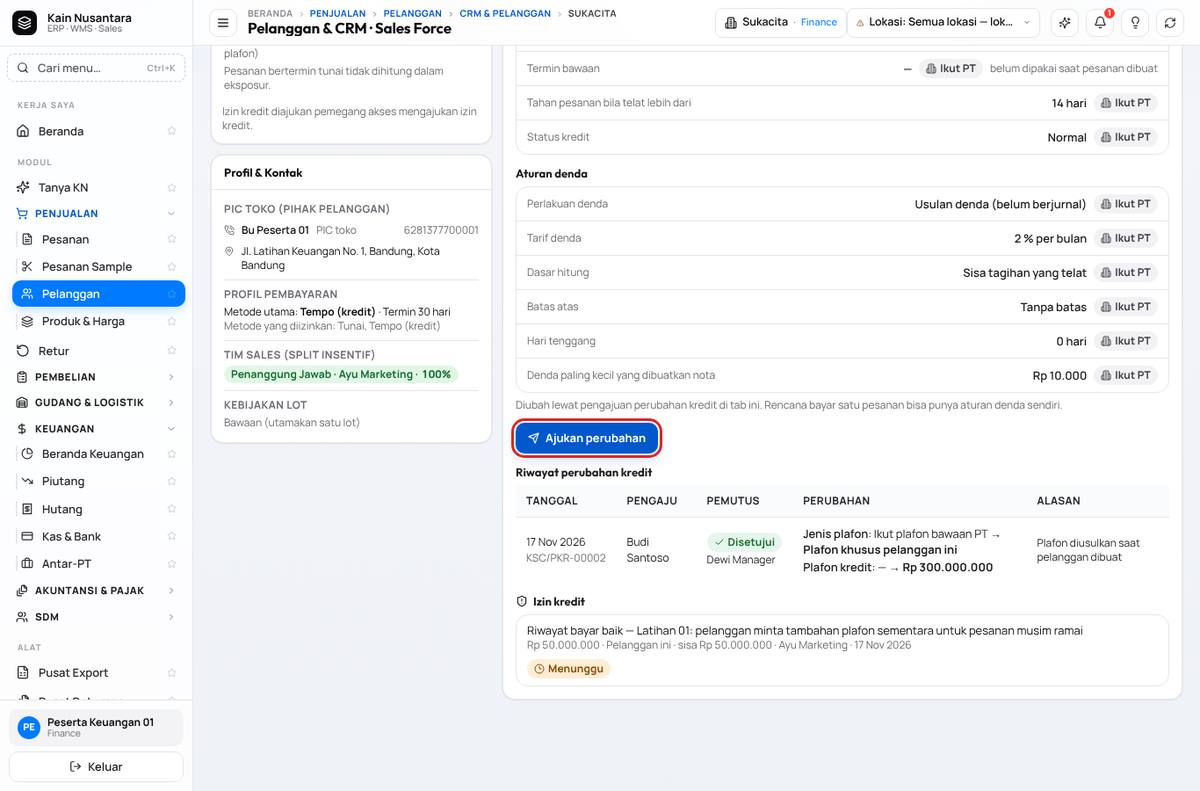 Kain Nusantara
ERP · WMS · Sales
Cari menu...
Ctrl+K
KERJA SAYA
Beranda
MODUL
Tanya KN
PENJUALAN
Pesanan
Pesanan Sample
Pelanggan
Produk & Harga
Retur
PEMBELIAN
GUDANG & LOGISTIK
KEUANGAN
Beranda Keuangan
Piutang
Hutang
Kas & Bank
Antar-PT
AKUNTANSI & PAJAK
SDM
ALAT
Pusat Export
PE
Peserta Keuangan 01
Finance
Keluar
BERANDA › PENJUALAN › PELANGGAN › CRM & PELANGGAN › SUKACITA
Pelanggan & CRM · Sales Force
Sukacita · Finance
Lokasi: Semua lokasi — lok...
1
plafon)
Pesanan bertermin tunai tidak dihitung dalam
eksposur.
Izin kredit diajukan pemegang akses mengajukan izin
kredit.
Profil & Kontak
PIC TOKO (PIHAK PELANGGAN)
Bu Peserta 01 PIC toko 6281377700001
Jl. Latihan Keuangan No. 1, Bandung, Kota
Bandung
PROFIL PEMBAYARAN
Metode utama: Tempo (kredit) · Termin 30 hari
Metode yang diizinkan: Tunai, Tempo (kredit)
TIM SALES (SPLIT INSENTIF)
Penanggung Jawab · Ayu Marketing · 100%
KEBIJAKAN LOT
Bawaan (utamakan satu lot)
Termin bawaan — Ikut PT belum dipakai saat pesanan dibuat
Tahan pesanan bila telat lebih dari 14 hari Ikut PT
Status kredit Normal Ikut PT
Aturan denda
Perlakuan denda Usulan denda (belum berjurnal) Ikut PT
Tarif denda 2 % per bulan Ikut PT
Dasar hitung Sisa tagihan yang telat Ikut PT
Batas atas Tanpa batas Ikut PT
Hari tenggang 0 hari Ikut PT
Denda paling kecil yang dibuatkan nota Rp 10.000 Ikut PT
Diubah lewat pengajuan perubahan kredit di tab ini. Rencana bayar satu pesanan bisa punya aturan denda sendiri.
Ajukan perubahan
Riwayat perubahan kredit
TANGGAL PENGAJU PEMUTUS PERUBAHAN ALASAN
17 Nov 2026
KSC/PKR-00002
Budi
Santoso
Disetujui
Dewi Manager
Jenis plafon: Ikut plafon bawaan PT →
Plafon khusus pelanggan ini
Plafon kredit: — → Rp 300.000.000
Plafon diusulkan saat
pelanggan dibuat
Izin kredit
Riwayat bayar baik — Latihan 01: pelanggan minta tambahan plafon sementara untuk pesanan musim ramai
Rp 50.000.000 · Pelanggan ini · sisa Rp 50.000.000 · Ayu Marketing · 17 Nov 2026
Menunggu